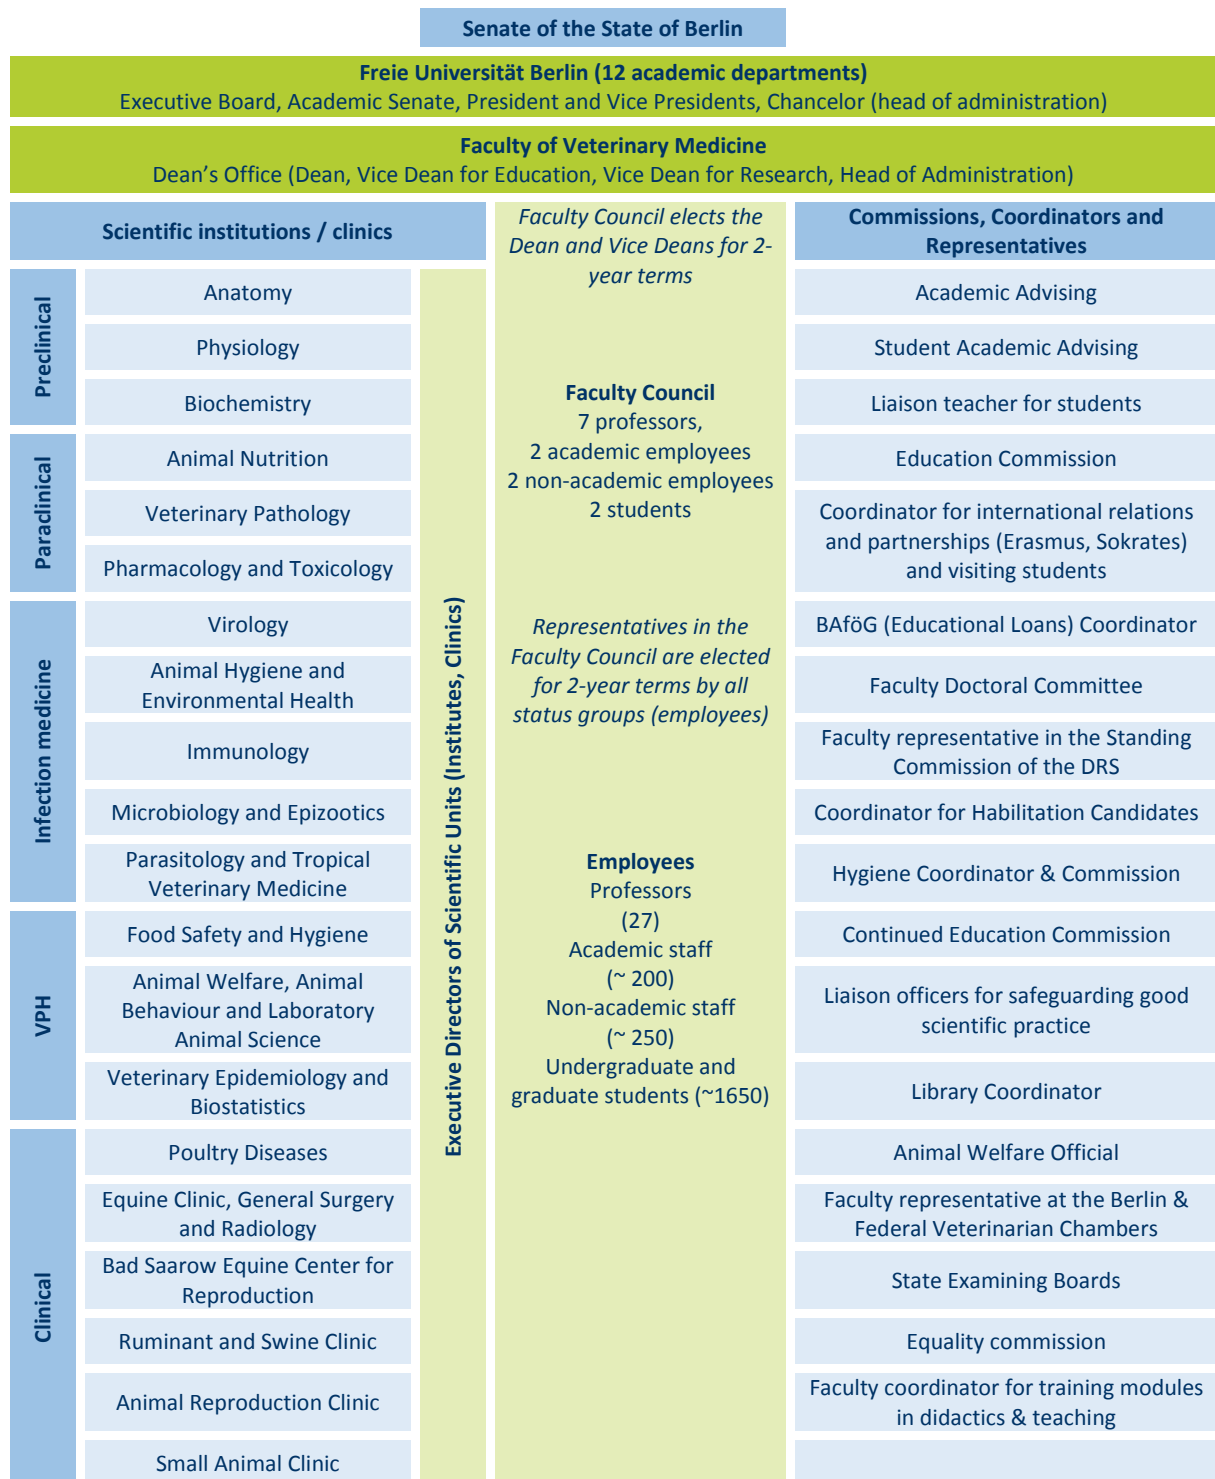 Senate of the State of Berlin
Freie Universität Berlin (12 academic departments)
Executive Board, Academic Senate, President and Vice Presidents, Chancelor (head of administration)
Faculty of Veterinary Medicine
Dean's Office (Dean, Vice Dean for Education, Vice Dean for Research, Head of Administration)
Scientific institutions / clinics
Preclinical
Anatomy
Physiology
Biochemistry
Paraclinical
Animal Nutrition
Veterinary Pathology
Pharmacology and Toxicology
Infection medicine
Virology
Animal Hygiene and
Environmental Health
Immunology
Microbiology and Epizootics
Parasitology and Tropical
Veterinary Medicine
VPH
Food Safety and Hygiene
Animal Welfare, Animal
Behaviour and Laboratory
Animal Science
Veterinary Epidemiology and
Biostatistics
Clinical
Poultry Diseases
Equine Clinic, General Surgery
and Radiology
Bad Saarow Equine Center for
Reproduction
Ruminant and Swine Clinic
Animal Reproduction Clinic
Small Animal Clinic
Executive Directors of Scientific Units (Institutes, Clinics)
Faculty Council elects the
Dean and Vice Deans for 2-
year terms
Faculty Council
7 professors,
2 academic employees
2 non-academic employees
2 students
Representatives in the
Faculty Council are elected
for 2-year terms by all
status groups (employees)
Employees
Professors
(27)
Academic staff
(~ 200)
Non-academic staff
(~ 250)
Undergraduate and
graduate students (~1650)
Commissions, Coordinators and
Representatives
Academic Advising
Student Academic Advising
Liaison teacher for students
Education Commission
Coordinator for international relations
and partnerships (Erasmus, Sokrates)
and visiting students
BAföG (Educational Loans) Coordinator
Faculty Doctoral Committee
Faculty representative in the Standing
Commission of the DRS
Coordinator for Habilitation Candidates
Hygiene Coordinator & Commission
Continued Education Commission
Liaison officers for safeguarding good
scientific practice
Library Coordinator
Animal Welfare Official
Faculty representative at the Berlin &
Federal Veterinarian Chambers
State Examining Boards
Equality commission
Faculty coordinator for training modules
in didactics & teaching